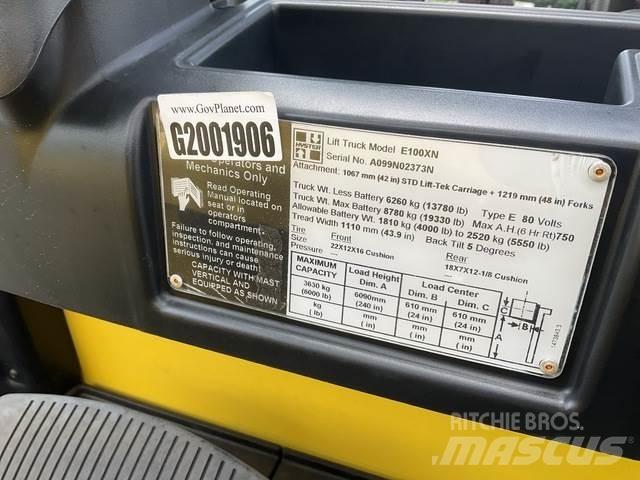 www.GovPlanet.com
G2001906
Operators and
Mechanics Only
Read Operating
Manual located on
seat or in
operators
compartment-
Failure to follow operating,
inspection, and maintenance
instructions can cause
serious injury or death!
CAPACITY WITH MAST
VERTICAL AND
EQUIPPED AS SHOWN
HYSTER
Lift Truck Model E100XN
Serial No. A099N02373N
Attachment: 1067 mm (42 in) STD Lift-Tek Carriage + 1219 mm (48 in) Forks
Truck Wt. Less Battery 6260 kg (13780 lb) Type E 80 Volts
Truck Wt. Max Battery 8780 kg (19330 lb) Max A.H.(6 Hr Rt)750
Allowable Battery Wt. 1810 kg (4000 lb) to 2520 kg (5550 lb)
Tread Width 1110 mm (43.9 in) Back Tilt 5 Degrees
Tire Front Rear
Size 22X12X16 Cushion 18X7X12-1/8 Cushion
Pressure -- --
MAXIMUM CAPACITY Load Height Dim. A Load Center Dim. B Dim. C
3630 kg 6090mm 610 mm 610 mm
(8000 lb) (240 in) (24 in) (24 in)
kg mm mm mm
( lb) ( in) ( in) ( in)
C
B
A
RITCHIE BROS.
MASCUS